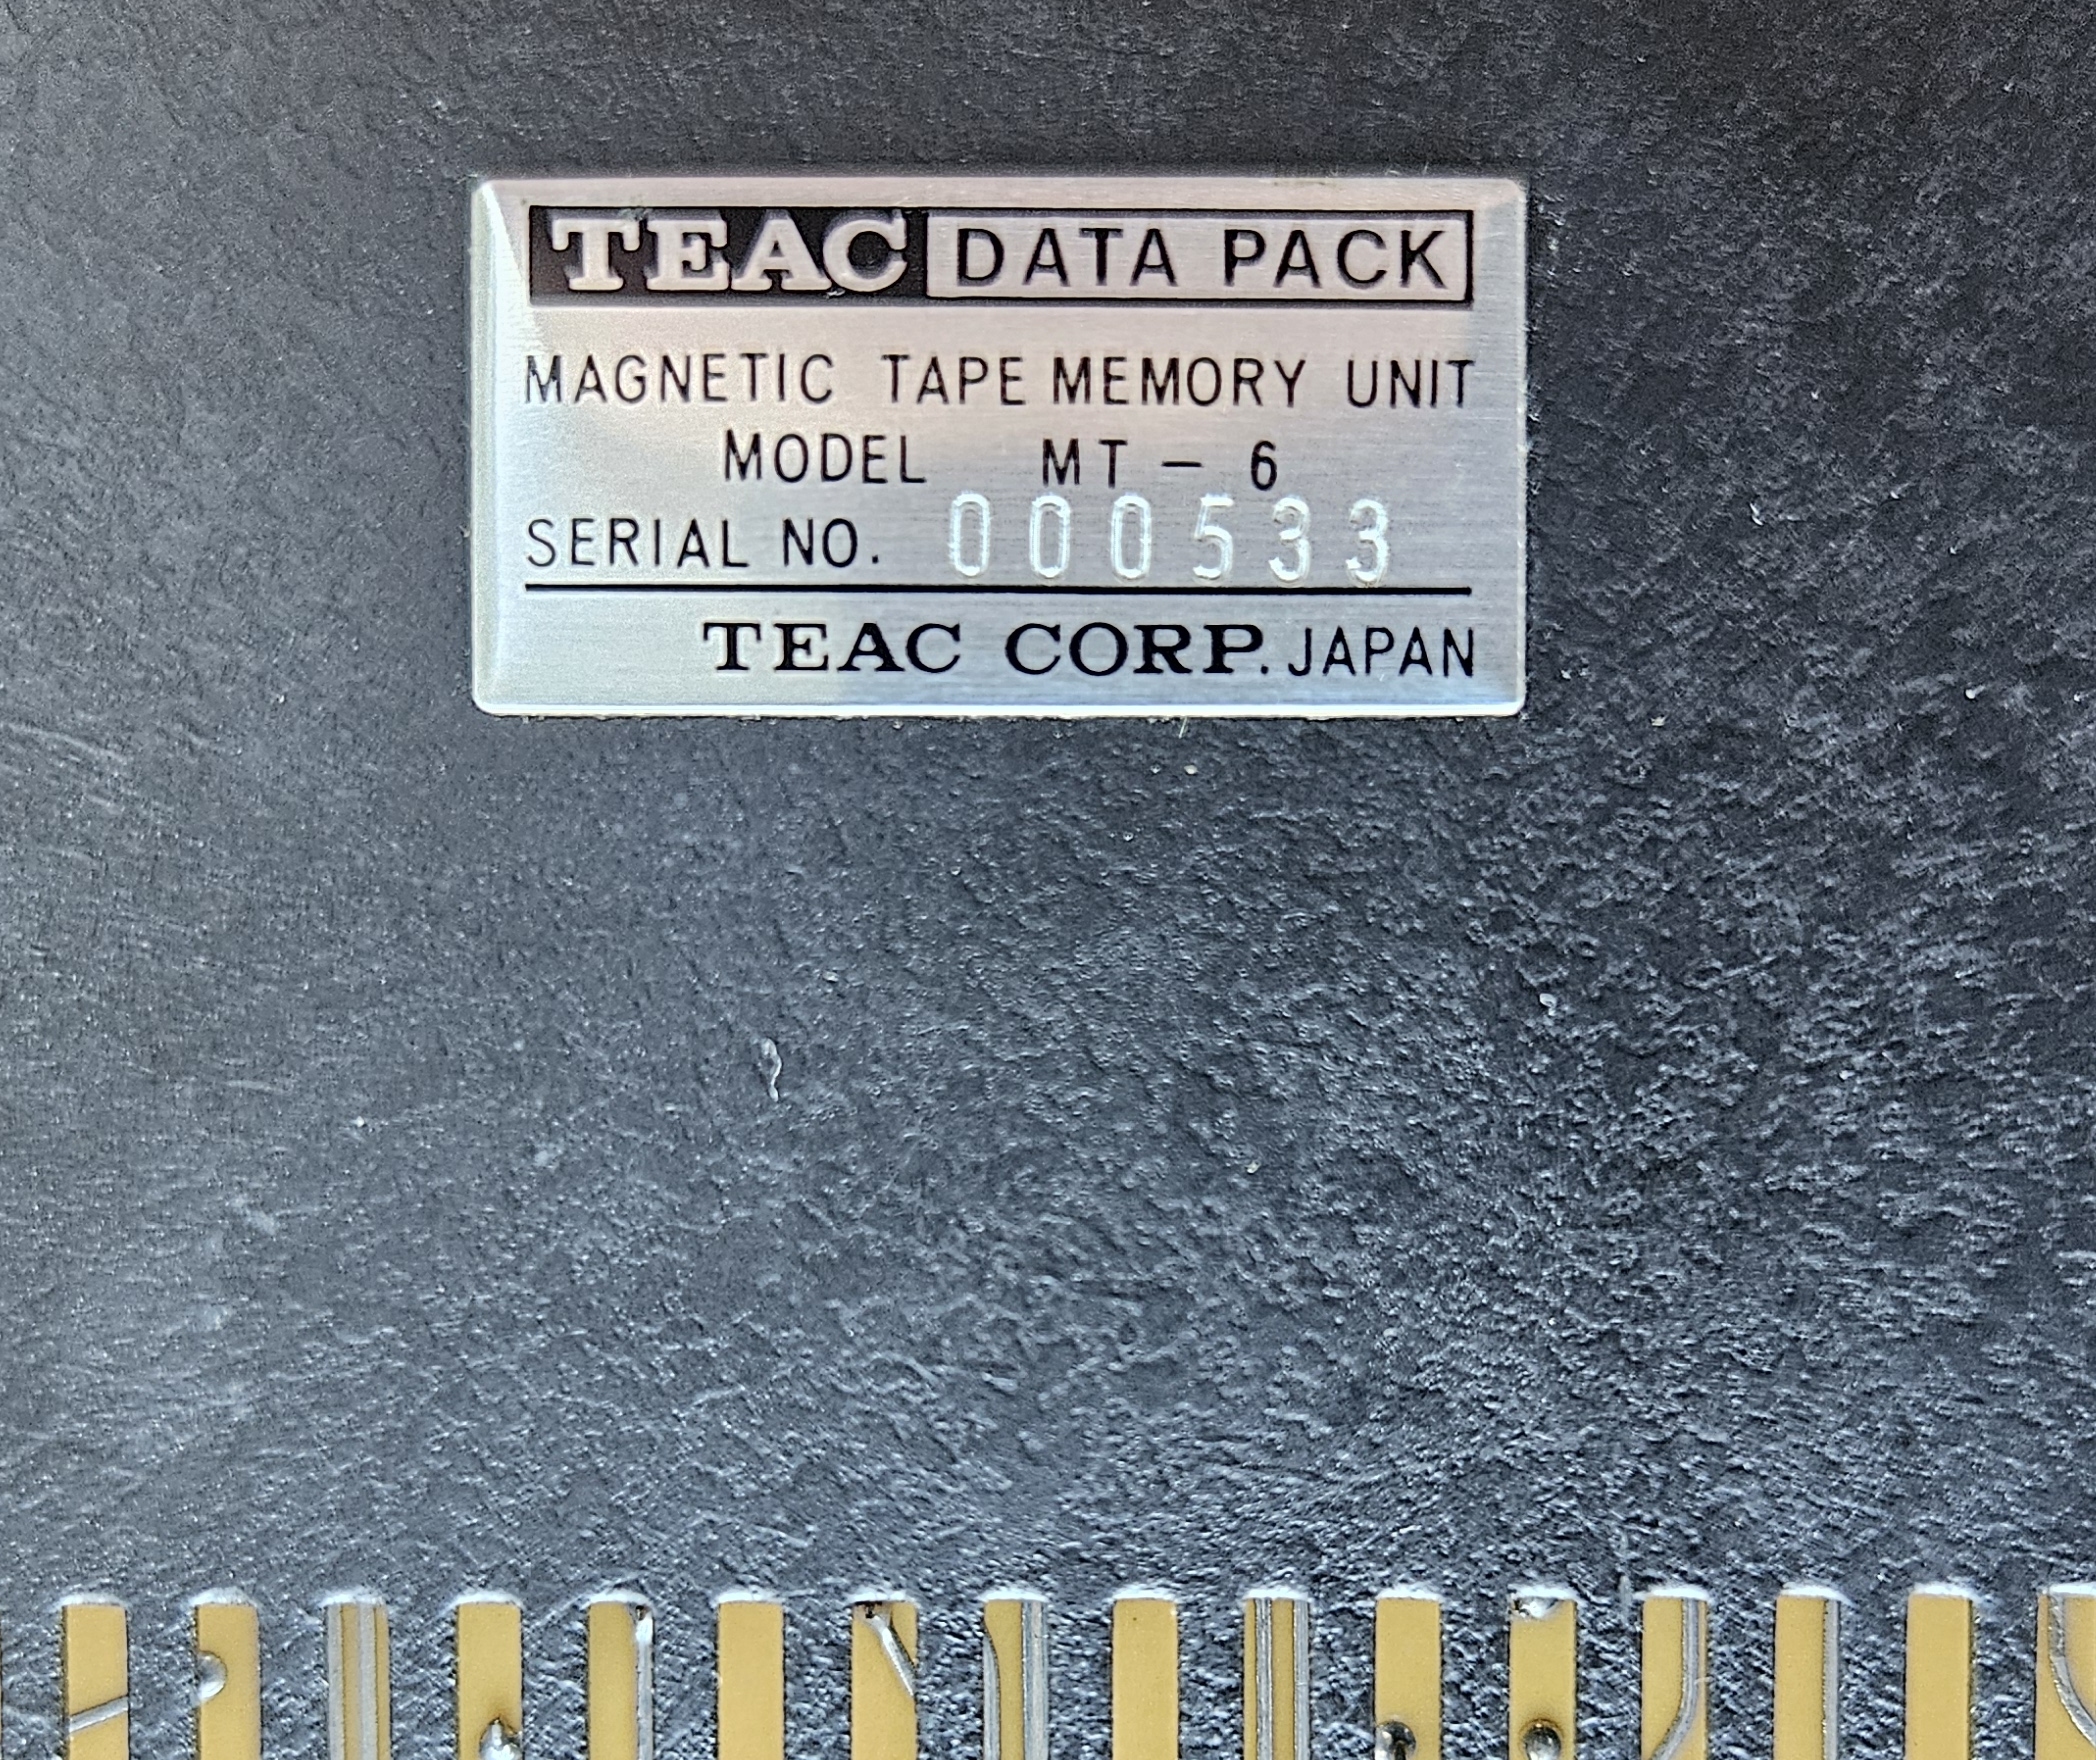 TEAC DATA PACK
MAGNETIC TAPE MEMORY UNIT
MODEL MT - 6
SERIAL NO. 000533
TEAC CORP. JAPAN